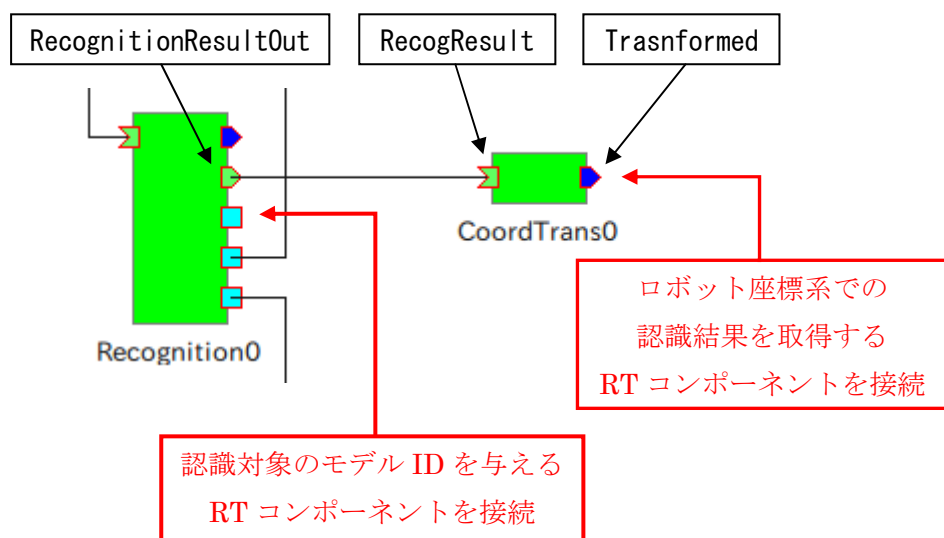 RecognitionResultOut
RecogResult
Trasnformed
CoordTrans0
Recognition0
ロボット座標系での
認識結果を取得する
RT コンポーネントを接続
認識対象のモデル ID を与える
RT コンポーネントを接続